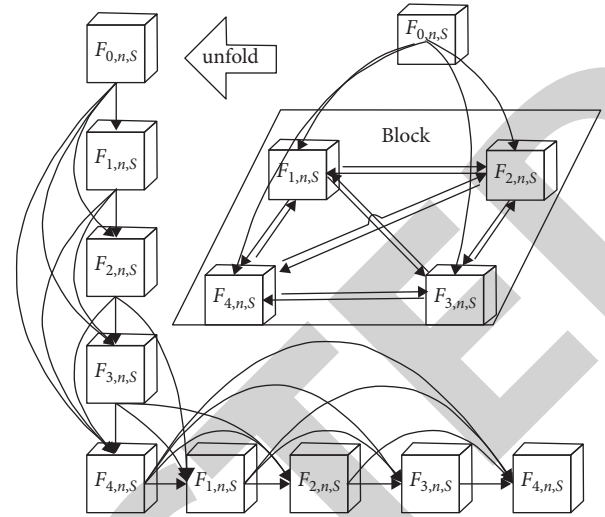 F0,n,S
unfold
F0,n,S
Block
F1,n,S
F1,n,S
F2,n,S
F2,n,S
F4,n,S
F3,n,S
F3,n,S
F4,n,S
F1,n,S
F2,n,S
F3,n,S
F4,n,S